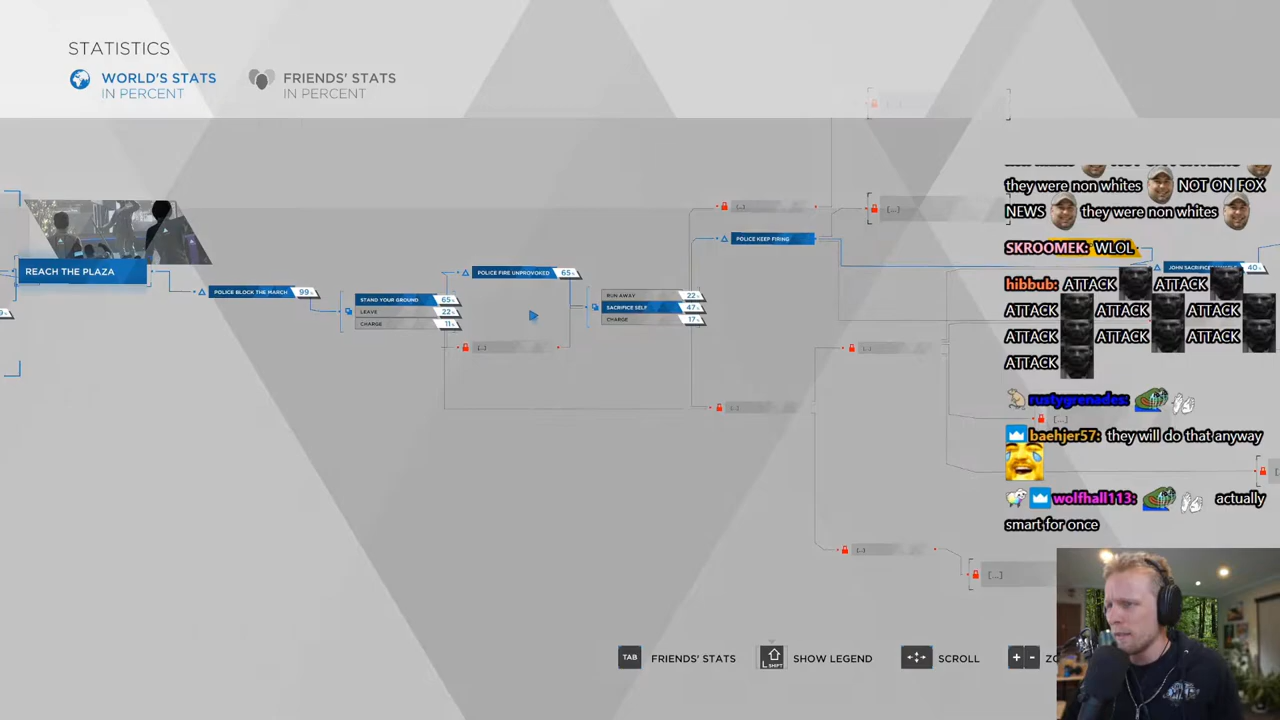 STATISTICS
WORLD'S STATS
IN PERCENT
FRIENDS' STATS
IN PERCENT
REACH THE PLAZA
POLICE BLOCK THE MARCH 99%
STAND YOUR GROUND 65%
LEAVE 22%
CHARGE 11%
POLICE FIRE UNPROVOKED 65%
[...]
RUN AWAY 22%
SACRIFICE SELF 47%
CHARGE 17%
[...]
POLICE KEEP FIRING
[...]
[...]
[...]
[...]
[...]
[...]
JOHN SACRIFICES 40%
they were non whites NOT ON FOX
NEWS they were non whites
SKROOMEK: WLOL
hibbub: ATTACK ATTACK
ATTACK ATTACK ATTACK
ATTACK ATTACK ATTACK
ATTACK
rustygrenades:
baehjer57: they will do that anyway
wolfhall113: actually
smart for once
TAB FRIENDS' STATS
L SHIFT SHOW LEGEND
SCROLL
+ -